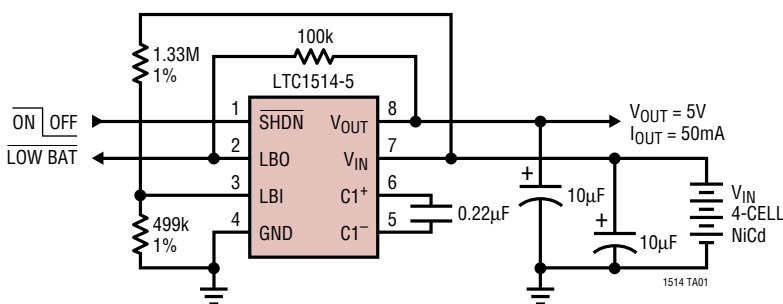 100k
1.33M
1%
LTC1514-5
ON OFF
LOW BAT
1
2
3
4
SHDN
LBO
LBI
GND
VOUT
VIN
C1+
C1–
8
7
6
5
VOUT = 5V
IOUT = 50mA
+
10µF
0.22µF
+
10µF
VIN
4-CELL
NiCd
499k
1%
1514 TA01